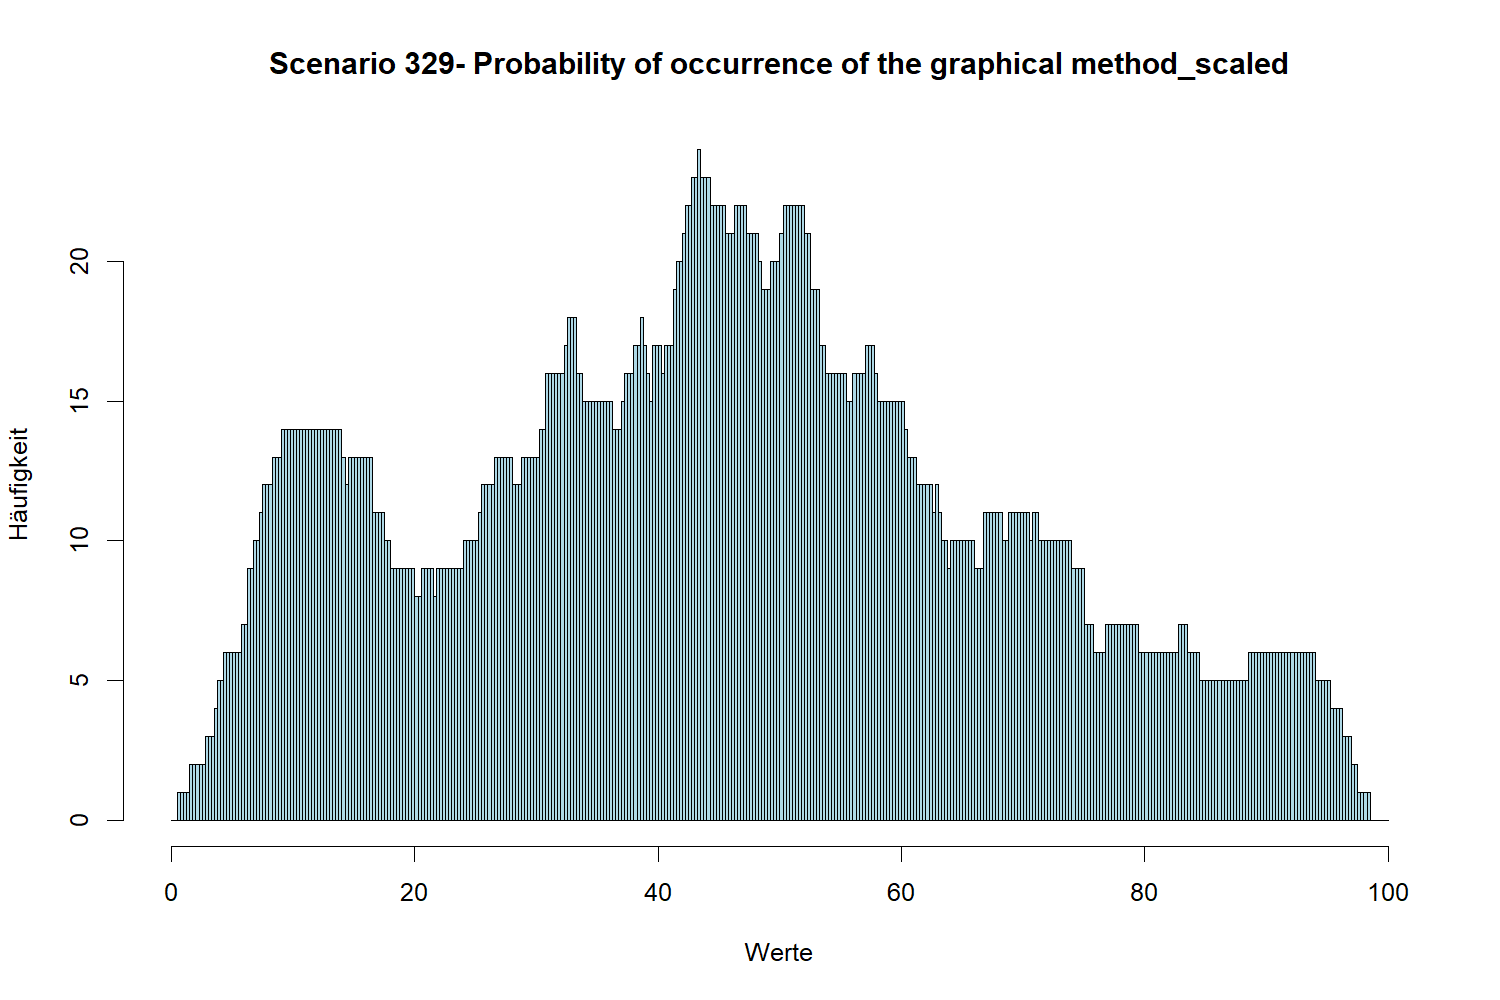 Scenario 329- Probability of occurrence of the graphical method_scaled
Häufigkeit
20
15
10
5
0
0 20 40 60 80 100
Werte